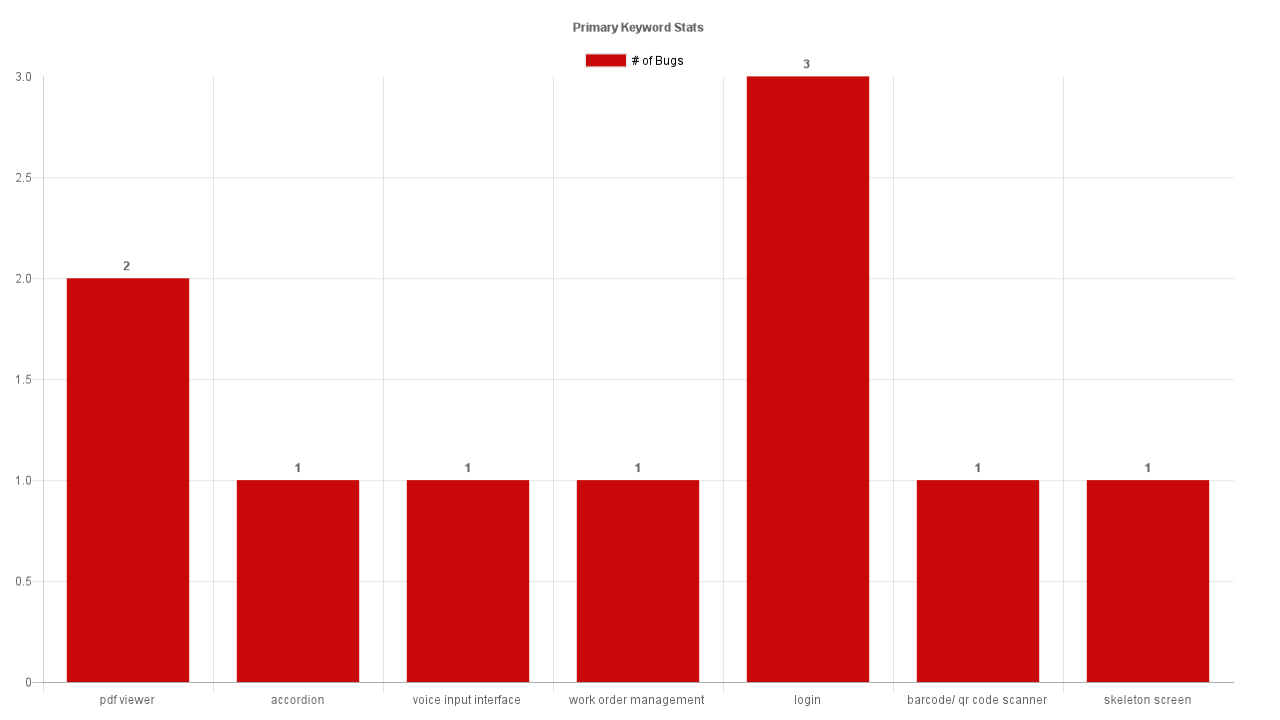 Primary Keyword Stats
# of Bugs
3.0
2.5
2.0
1.5
1.0
0.5
0
2
1
1
1
3
1
1
pdf viewer
accordion
voice input interface
work order management
login
barcode/ qr code scanner
skeleton screen